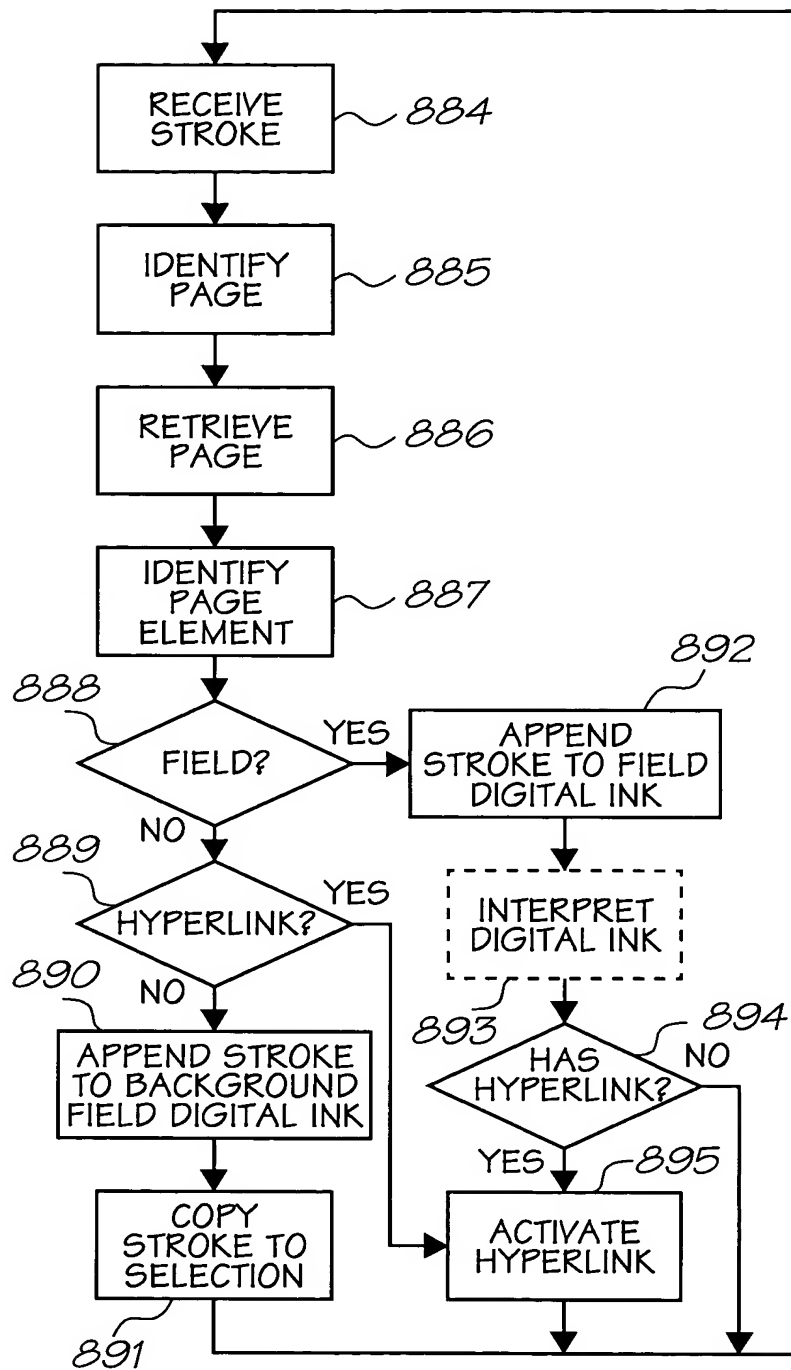 RECEIVE
STROKE
884
IDENTIFY
PAGE
885
RETRIEVE
PAGE
886
IDENTIFY
PAGE
ELEMENT
887
888
FIELD?
YES
NO
892
APPEND
STROKE TO FIELD
DIGITAL INK
889
HYPERLINK?
YES
NO
INTERPRET
DIGITAL INK
893
890
APPEND STROKE
TO BACKGROUND
FIELD DIGITAL INK
894
HAS
HYPERLINK?
NO
YES
895
ACTIVATE
HYPERLINK
COPY
STROKE TO
SELECTION
891